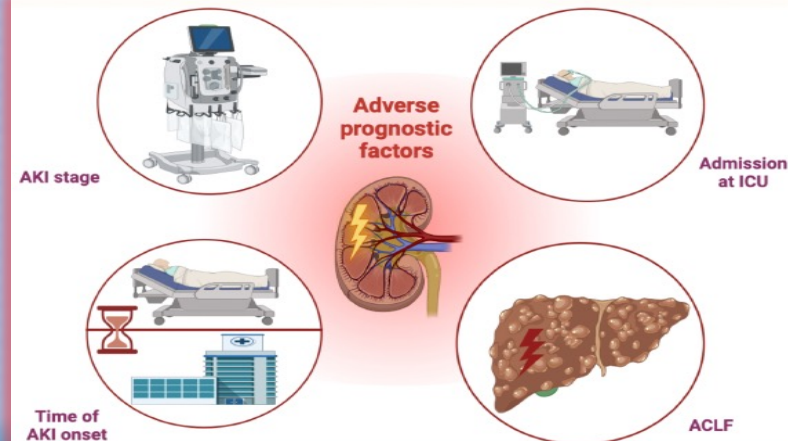 Adverse
prognostic
factors
AKI stage
Admission
at ICU
Time of
AKI onset
ACLF